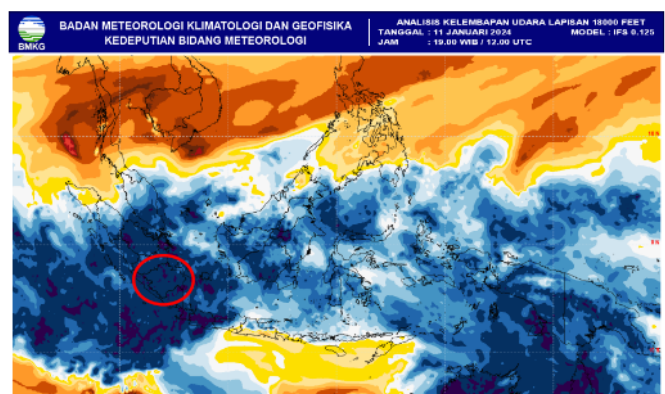 BADAN METEOROLOGI KLIMATOLOGI DAN GEOFISIKA
KEDEPUTIAN BIDANG METEOROLOGI
BMKG
ANALISIS KELEMBAPAN UDARA LAPISAN 18000 FEET
TANGGAL : 11 JANUARI 2024 MODEL : IFS 0.125
JAM : 19.00 WIB / 12.00 UTC